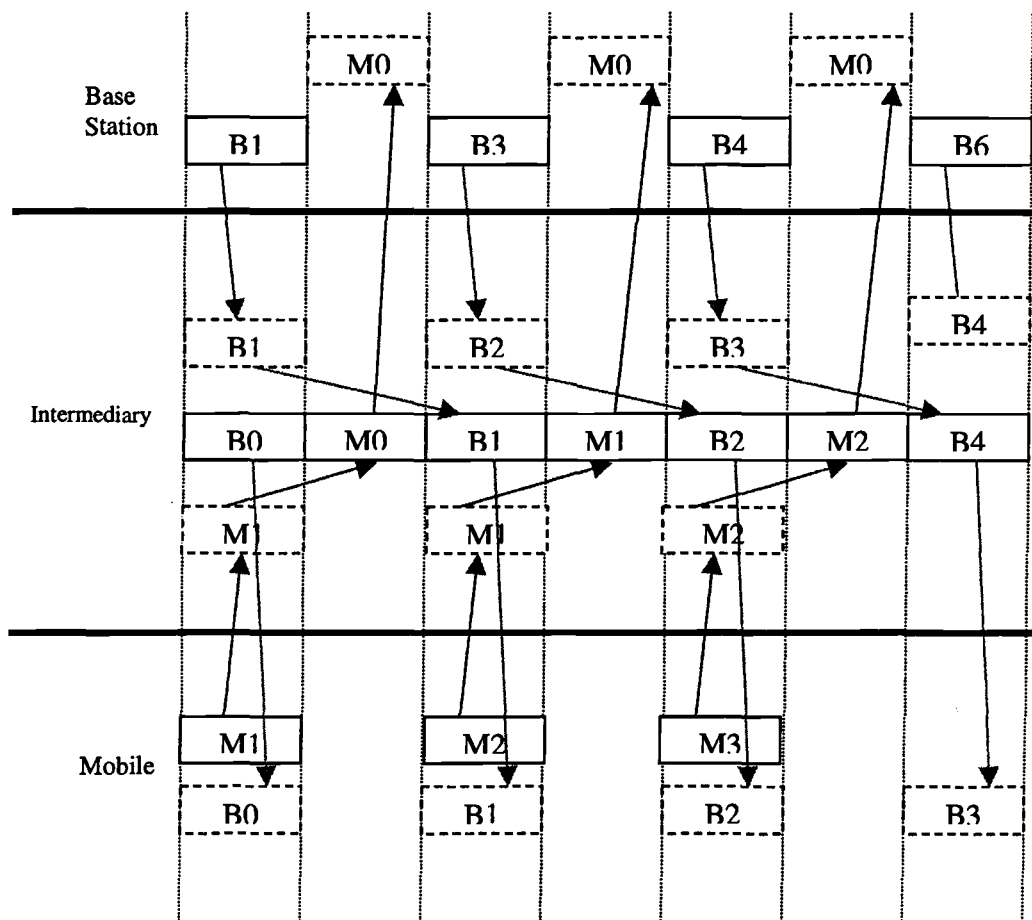 M0 M0 M0
Base
Station
B1 B3 B4 B6
B4
B1 B2 B3
Intermediary
B0 M0 B1 M1 B2 M2 B4
M1 M1 M2
M1 M2 M3
Mobile
B0 B1 B2 B3